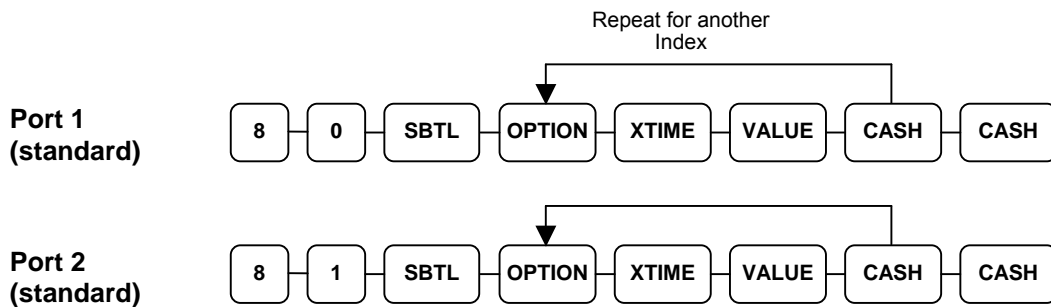 Repeat for another
Index
Port 1
(standard)
8 0 SBTL OPTION XTIME VALUE CASH CASH
Port 2
(standard)
8 1 SBTL OPTION XTIME VALUE CASH CASH